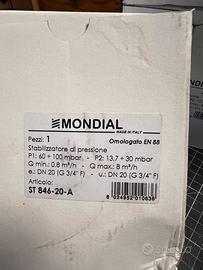 MONDIAL
MADE IN ITALY
Pezzi: 1
Omologato EN 88
Stabilizzatore di pressione
P1: 60 ÷ 100 mbar - P2: 13,7 ÷ 30 mbar
Q min.: 0,8 m³/h - Q max.: 8 m³/h
e.: DN 20 (G 3/4" F) - u.: DN 20 (G 3/4" F)
Articolo:
ST 846-20-A
8 024952 010636
subito